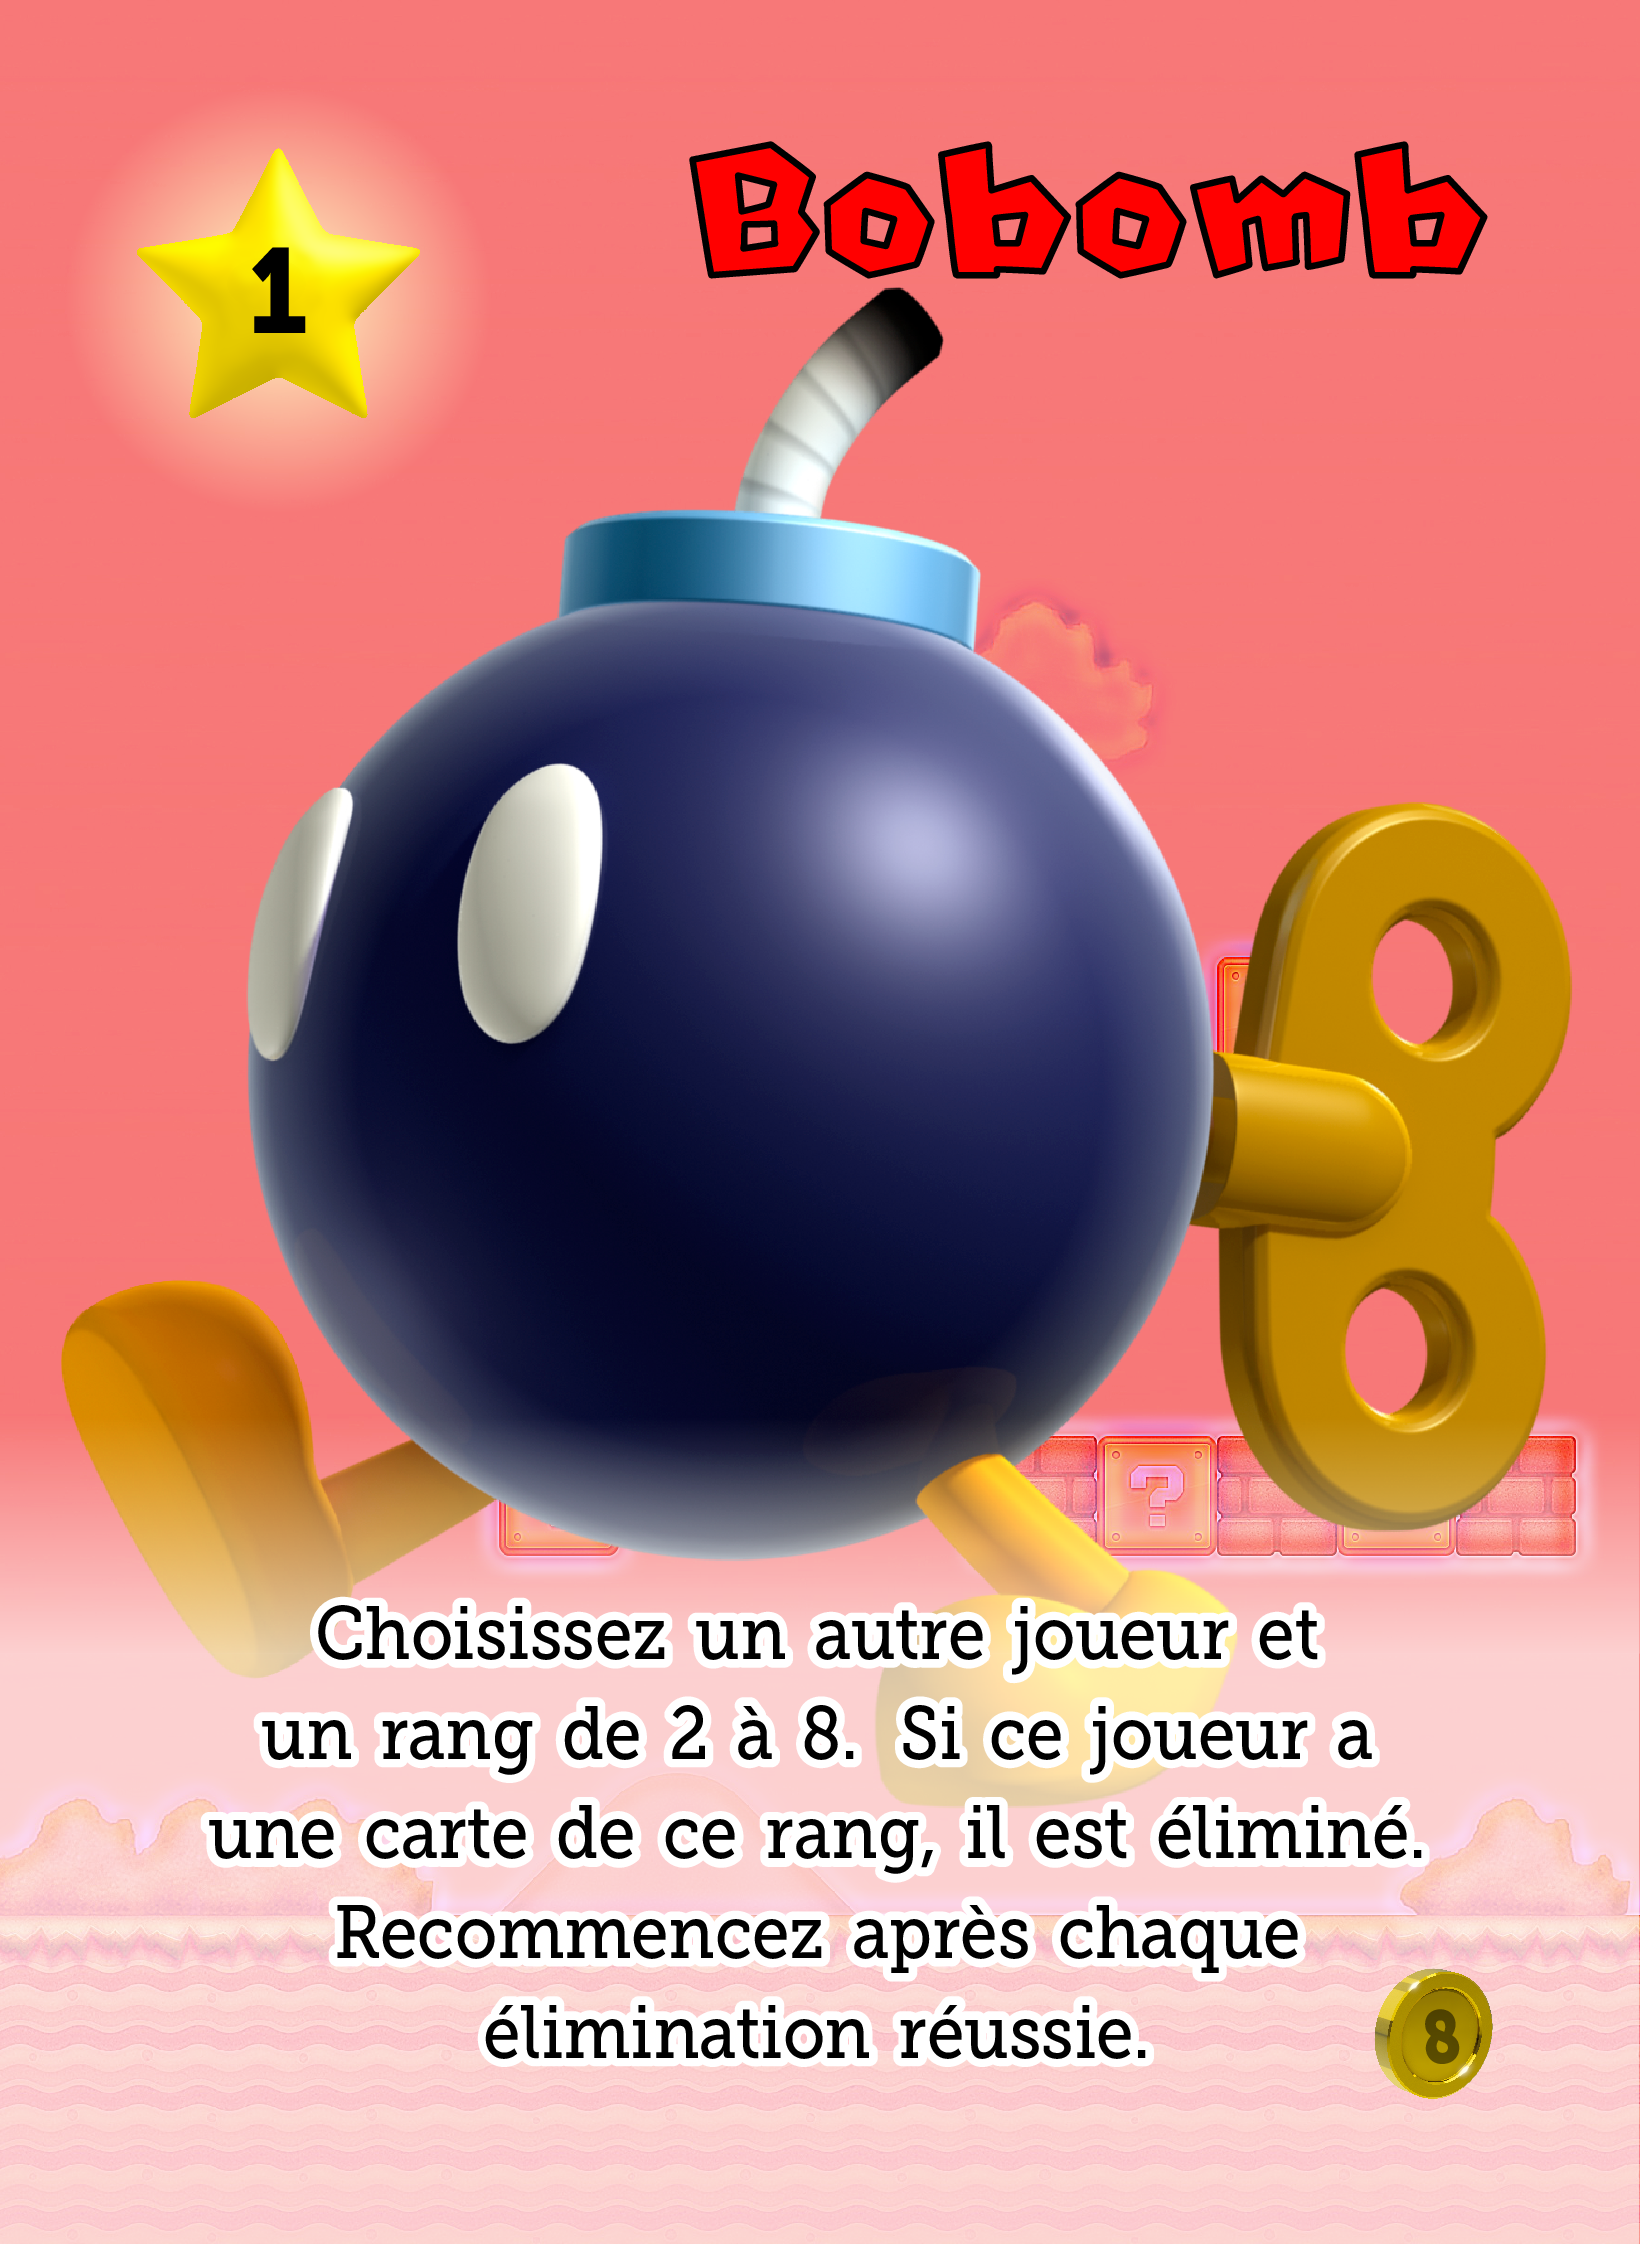 1
Bobomb
?
Choisissez un autre joueur et
un rang de 2 à 8. Si ce joueur a
une carte de ce rang, il est éliminé.
Recommencez après chaque
élimination réussie.
8